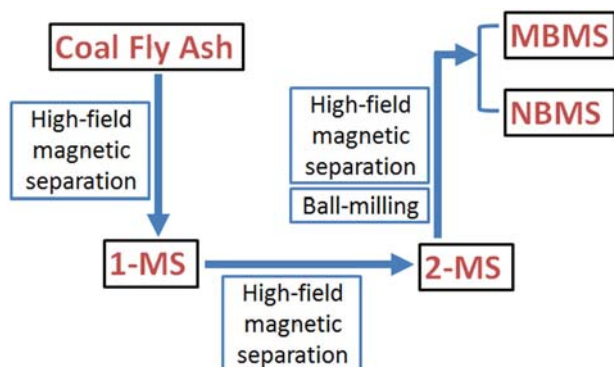 Coal Fly Ash
High-field
magnetic
separation
1-MS
High-field
magnetic
separation
2-MS
High-field
magnetic
separation
Ball-milling
MBMS
NBMS